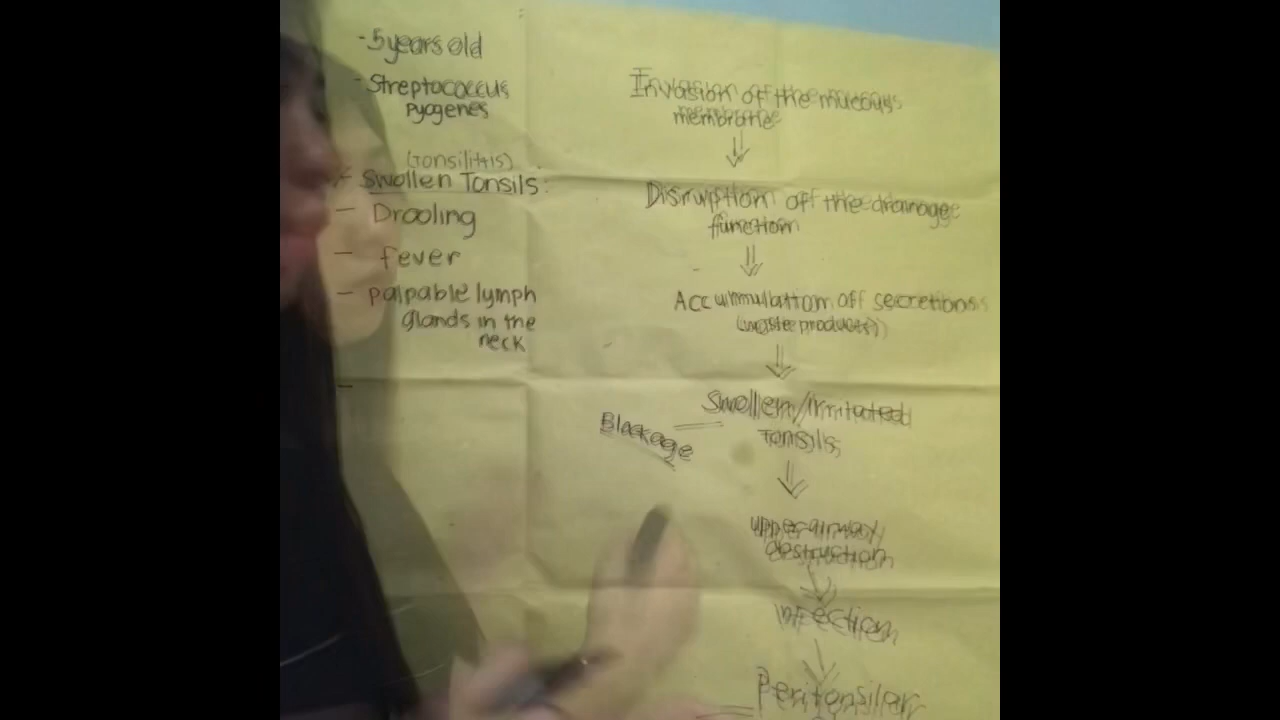 - 5 years old
- Streptococcus
pyogenes
(tonsilitis)
Swollen Tonsils:
- Drooling
- fever
- palpable lymph
glands in the
neck
-
Invasion of the mucous
membrane
Disruption of the drainage
function
Accummulation of secretions
(waste products)
Swollen/Irritated
Tonsils
Blockage
upper airway
obstruction
Infection
Peritonsilar